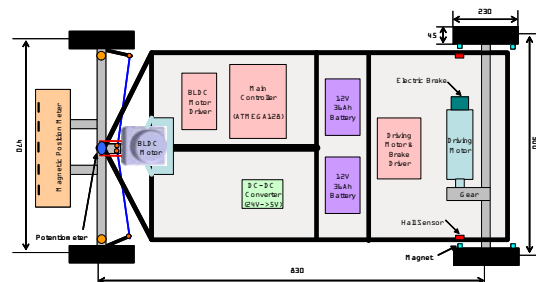 230
45
Electric Brake
BLDC
Motor
Driver
Main
Controller
(ATMEGA128)
12V
36Ah
Battery
470
Magnetic Position Meter
BLDC
Motor
Driving
Motor &
Brake
Driver
Driving
Motor
500
12V
36Ah
Battery
DC-DC
Converter
(24V->5V)
Gear
Hall Sensor
Potentiometer
Magnet
830